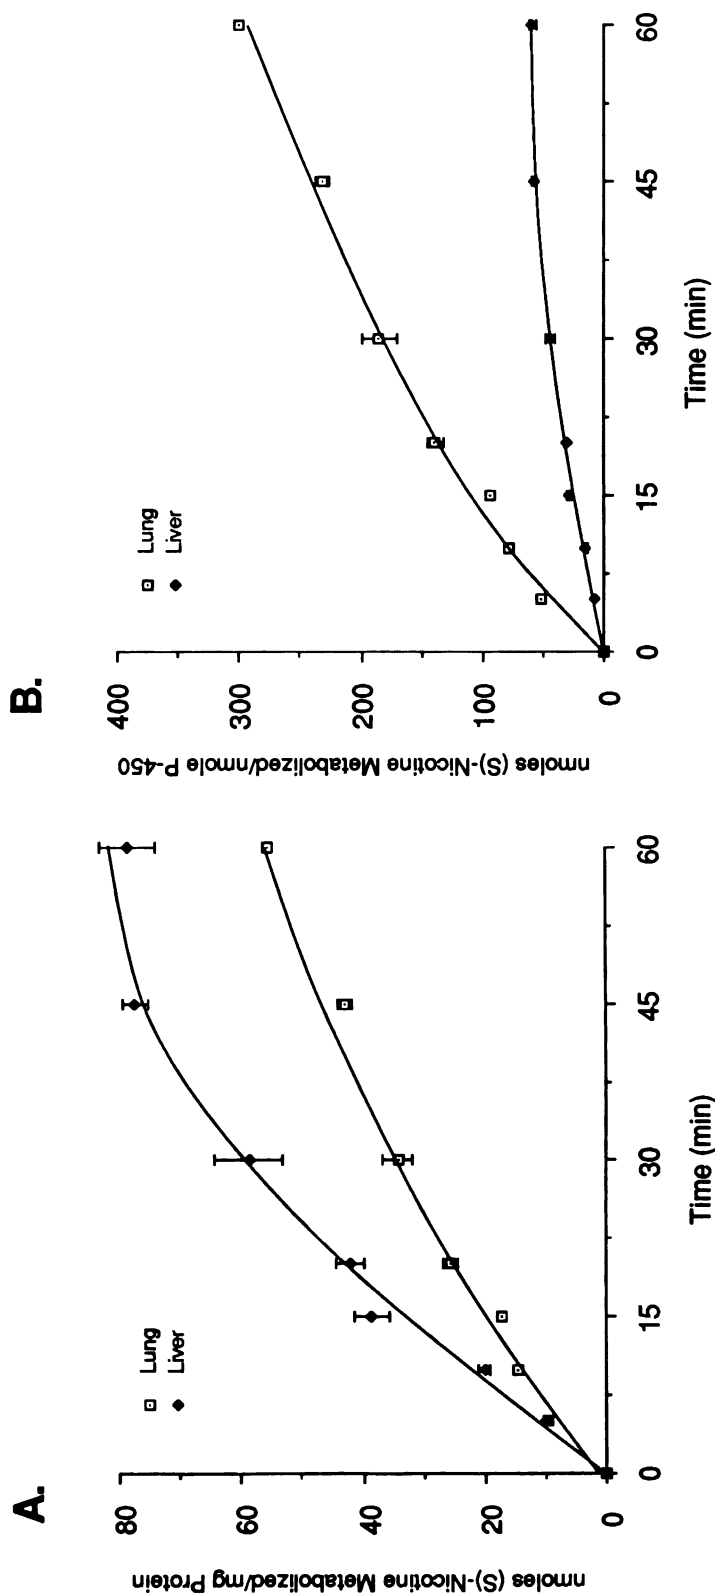 A.
nmoles (S)-Nicotine Metabolized/mg Protein
80
60
40
20
0
Lung
Liver
0
15
30
45
60
Time (min)
B.
nmoles (S)-Nicotine Metabolized/nmole P-450
400
300
200
100
0
Lung
Liver
0
15
30
45
60
Time (min)